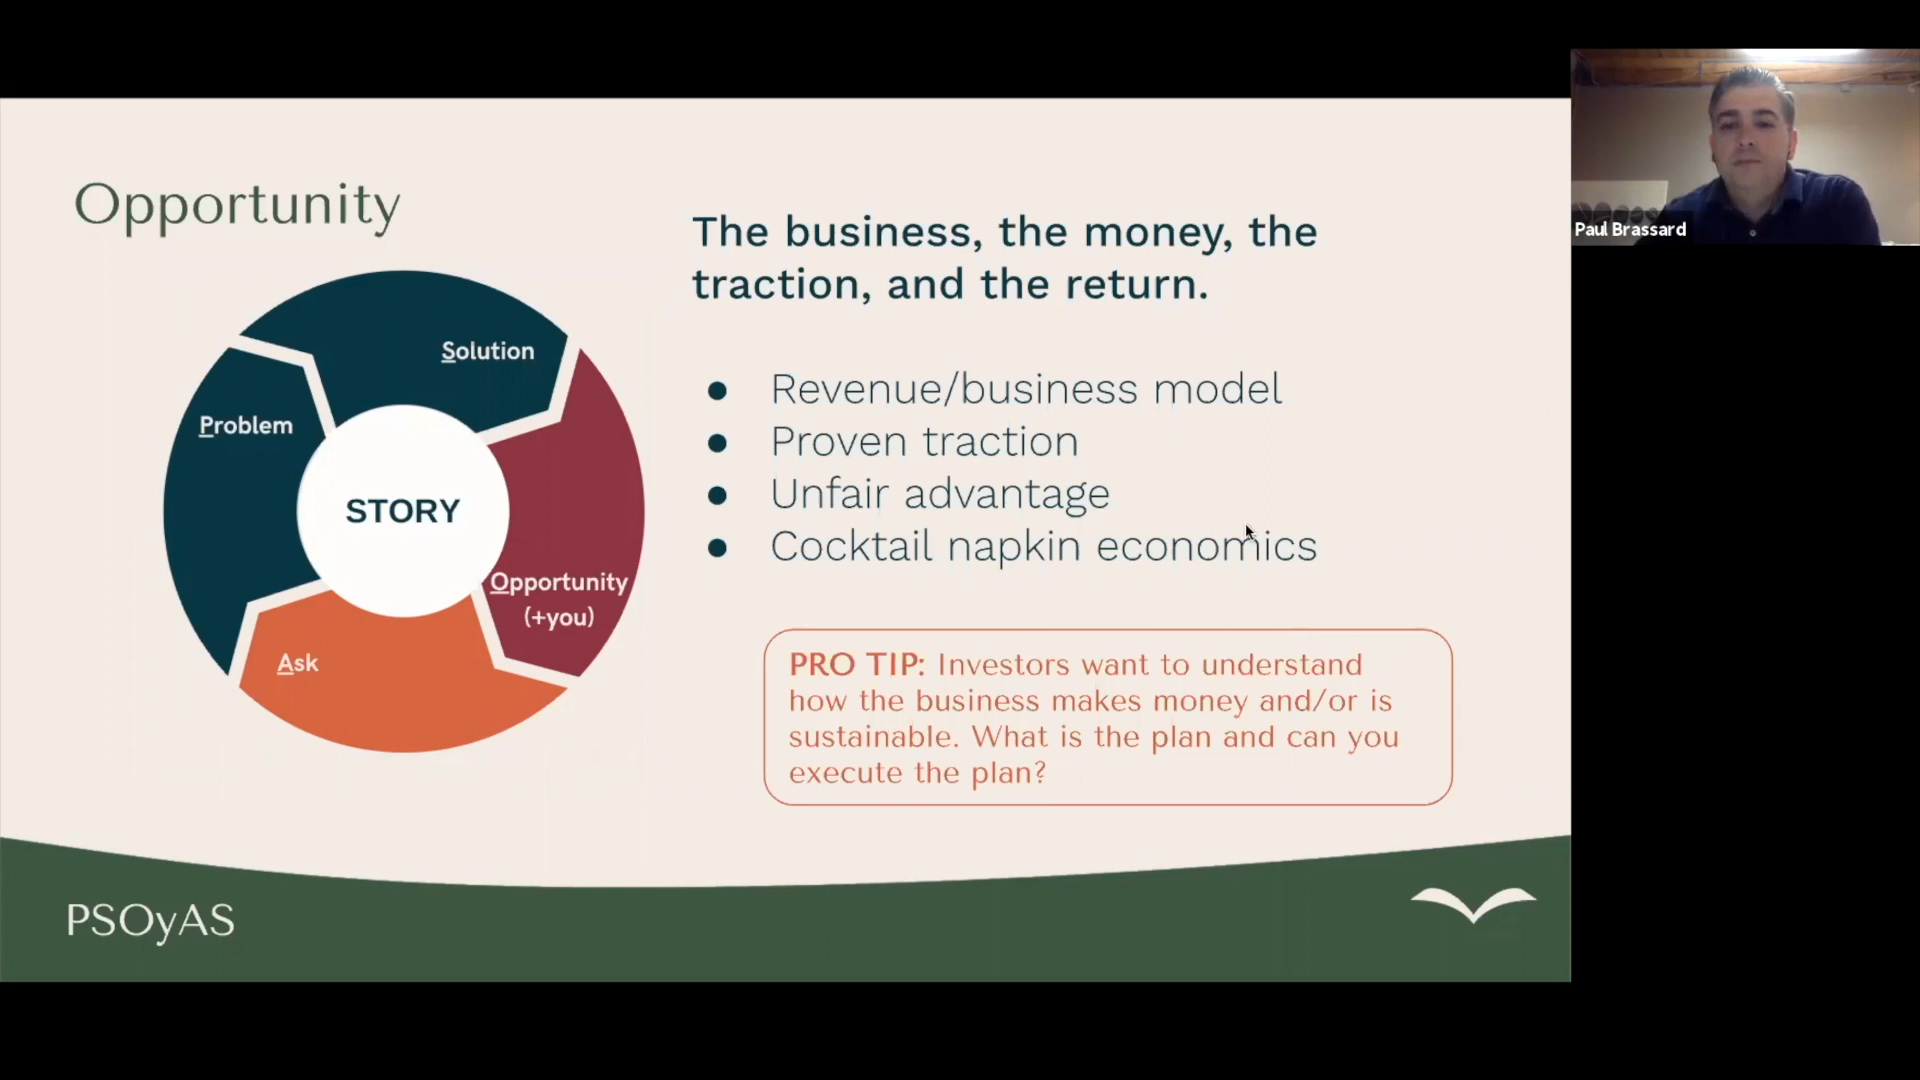 Opportunity
The business, the money, the
traction, and the return.
Solution
Problem
STORY
Opportunity
(+you)
Ask
● Revenue/business model
● Proven traction
● Unfair advantage
● Cocktail napkin economics
PRO TIP: Investors want to understand
how the business makes money and/or is
sustainable. What is the plan and can you
execute the plan?
PSOyAS
Paul Brassard